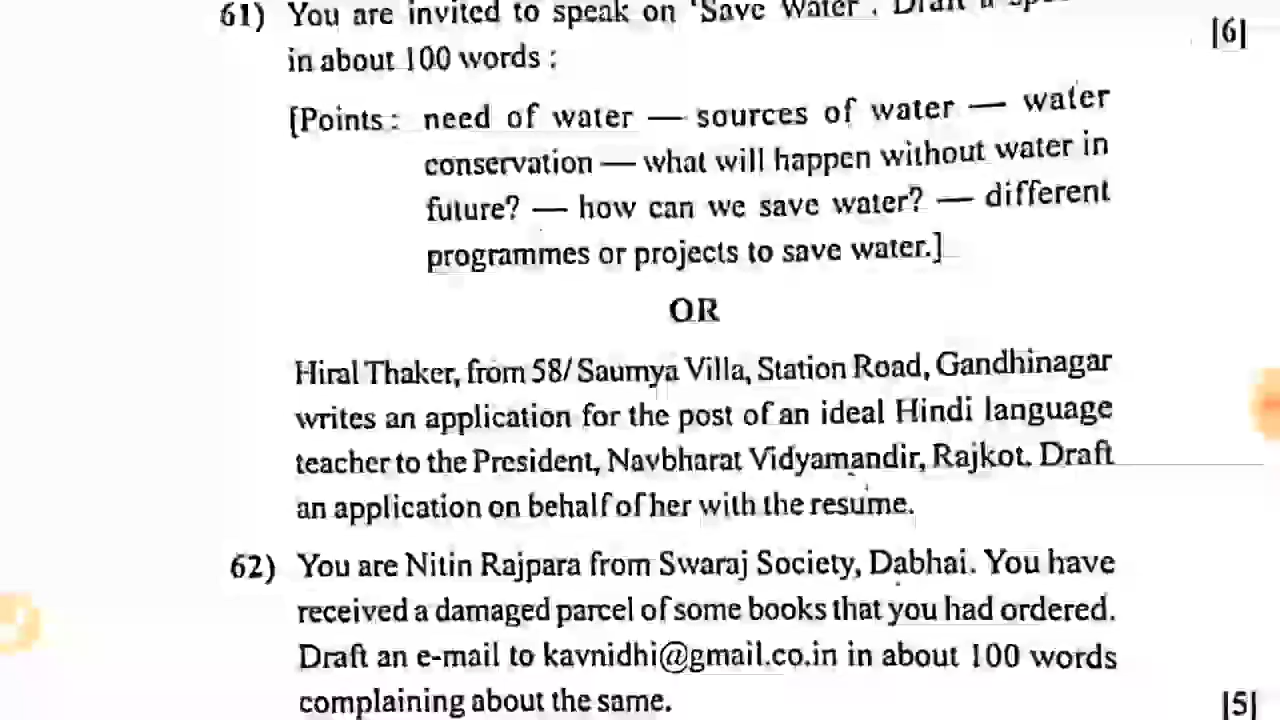 61) You are invited to speak on 'Save Water'. Draft a
in about 100 words :
[6]
[Points : need of water — sources of water — water
conservation — what will happen without water in
future? — how can we save water? — different
programmes or projects to save water.]
OR
Hiral Thaker, from 58/ Saumya Villa, Station Road, Gandhinagar
writes an application for the post of an ideal Hindi language
teacher to the President, Navbharat Vidyamandir, Rajkot. Draft
an application on behalf of her with the resume.
62) You are Nitin Rajpara from Swaraj Society, Dabhai. You have
received a damaged parcel of some books that you had ordered.
Draft an e-mail to kavnidhi@gmail.co.in in about 100 words
complaining about the same.
[5]